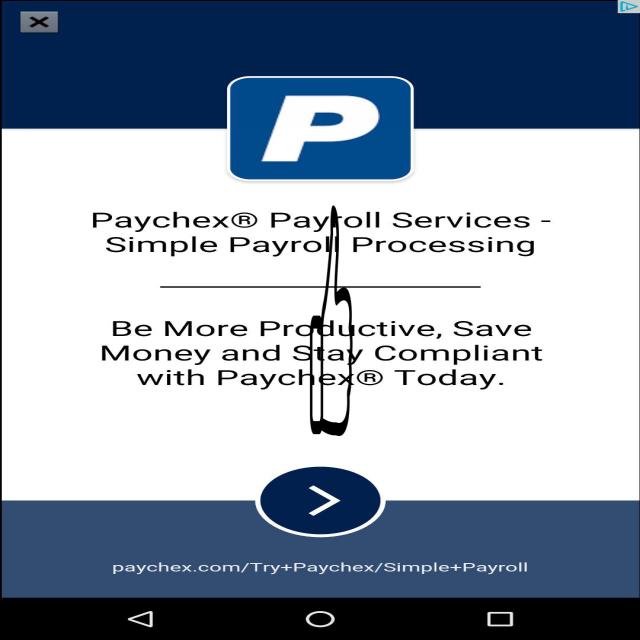 P
Paychex® Payroll Services -
Simple Payroll Processing
Be More Productive, Save
Money and Stay Compliant
with Paychex® Today.
paychex.com/Try+Paychex/Simple+Payroll